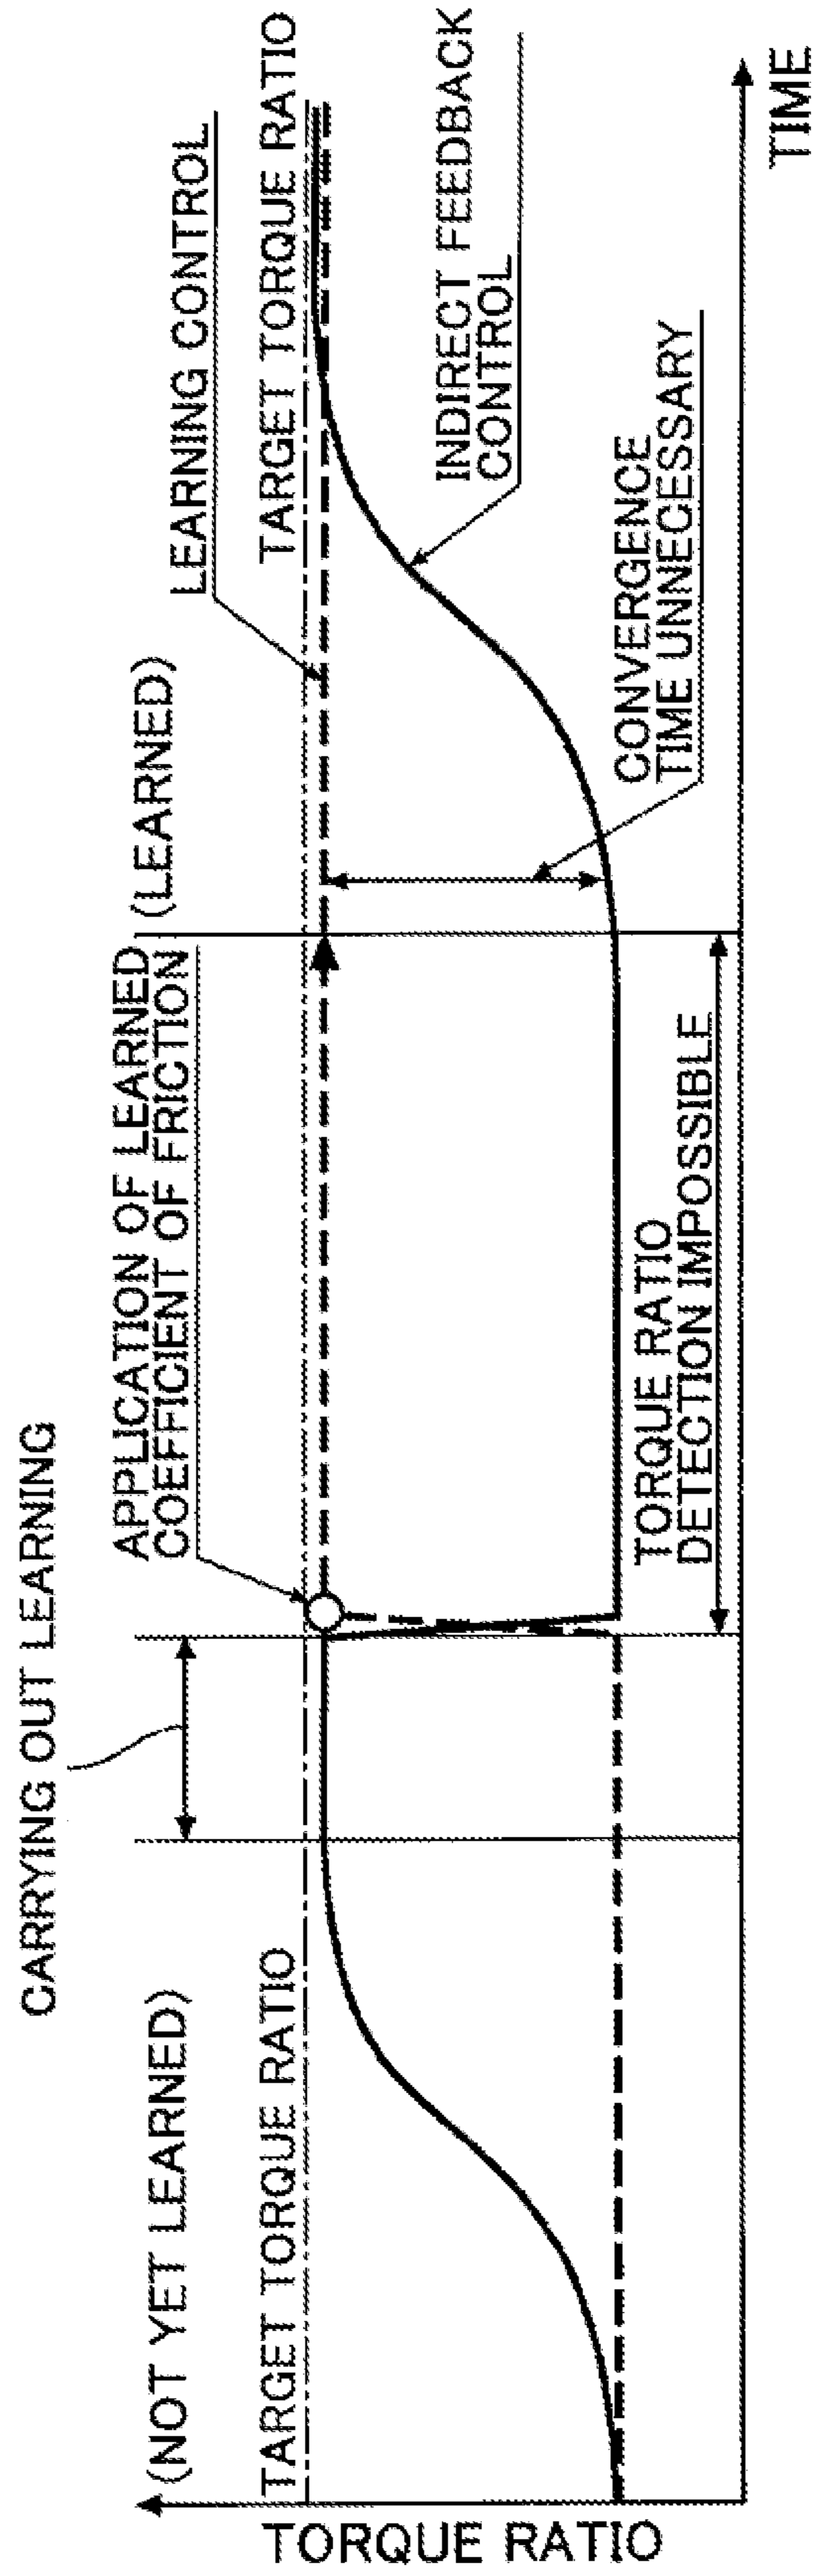 CARRYING OUT LEARNING
(NOT YET LEARNED)
APPLICATION OF LEARNED
COEFFICIENT OF FRICTION
(LEARNED)
LEARNING CONTROL
TARGET TORQUE RATIO
TARGET TORQUE RATIO
INDIRECT FEEDBACK
CONTROL
CONVERGENCE
TIME UNNECESSARY
TORQUE RATIO
DETECTION IMPOSSIBLE
TORQUE RATIO
TIME